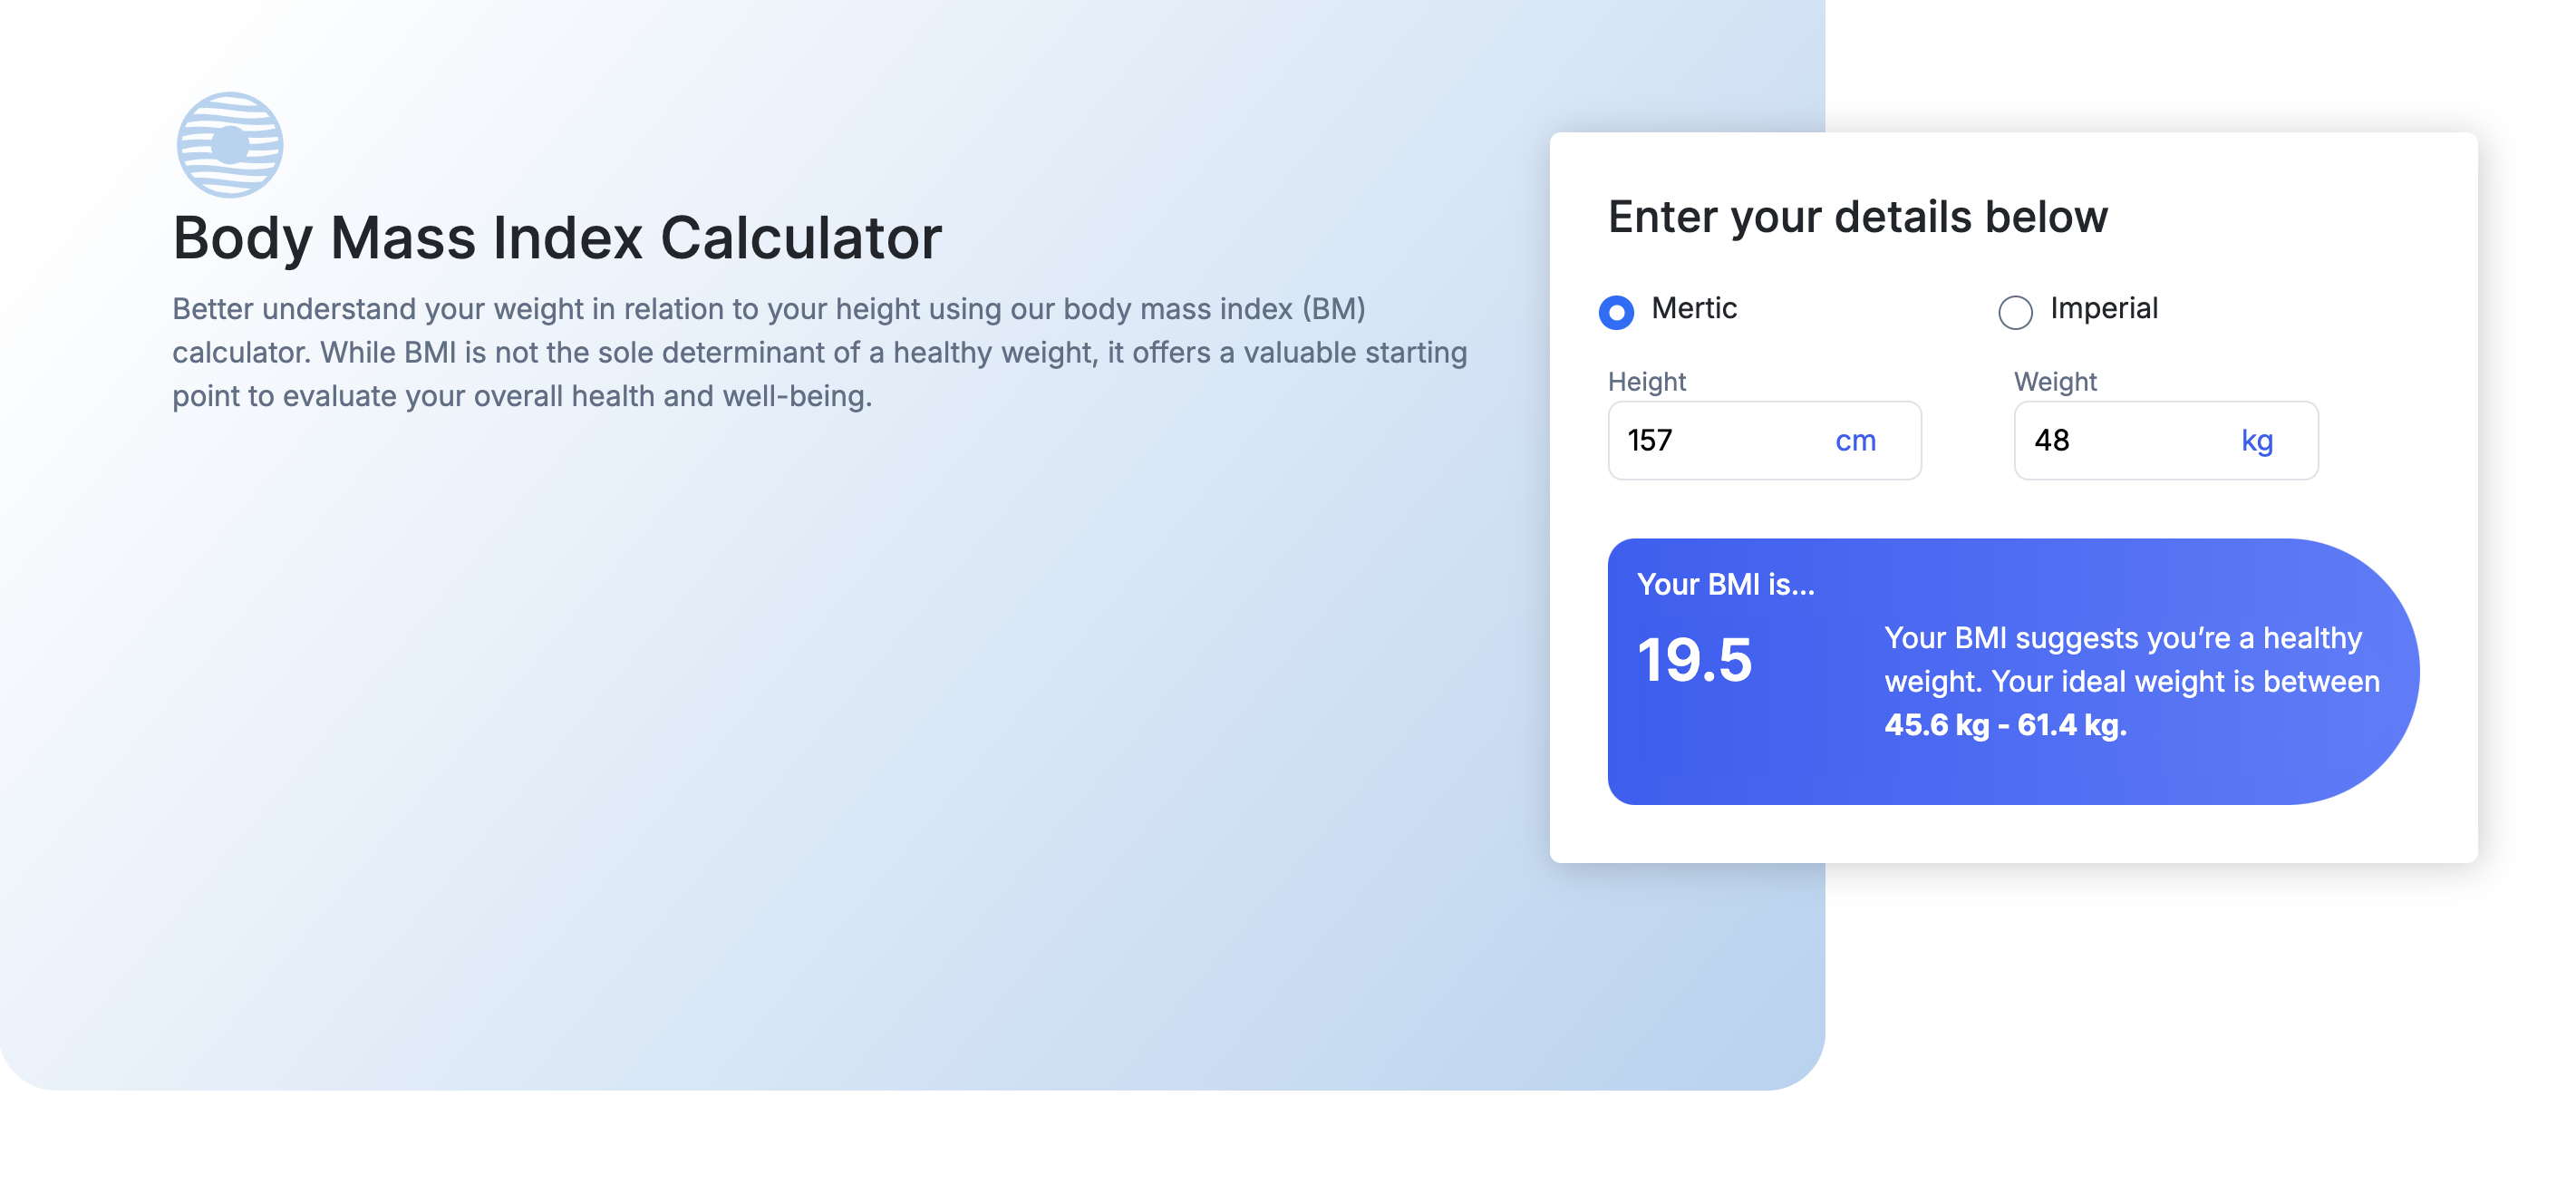 Body Mass Index Calculator
Better understand your weight in relation to your height using our body mass index (BM)
calculator. While BMI is not the sole determinant of a healthy weight, it offers a valuable starting
point to evaluate your overall health and well-being.
Enter your details below
Mertic
Imperial
Height
Weight
157 cm
48 kg
Your BMI is...
19.5
Your BMI suggests you’re a healthy
weight. Your ideal weight is between
45.6 kg - 61.4 kg.